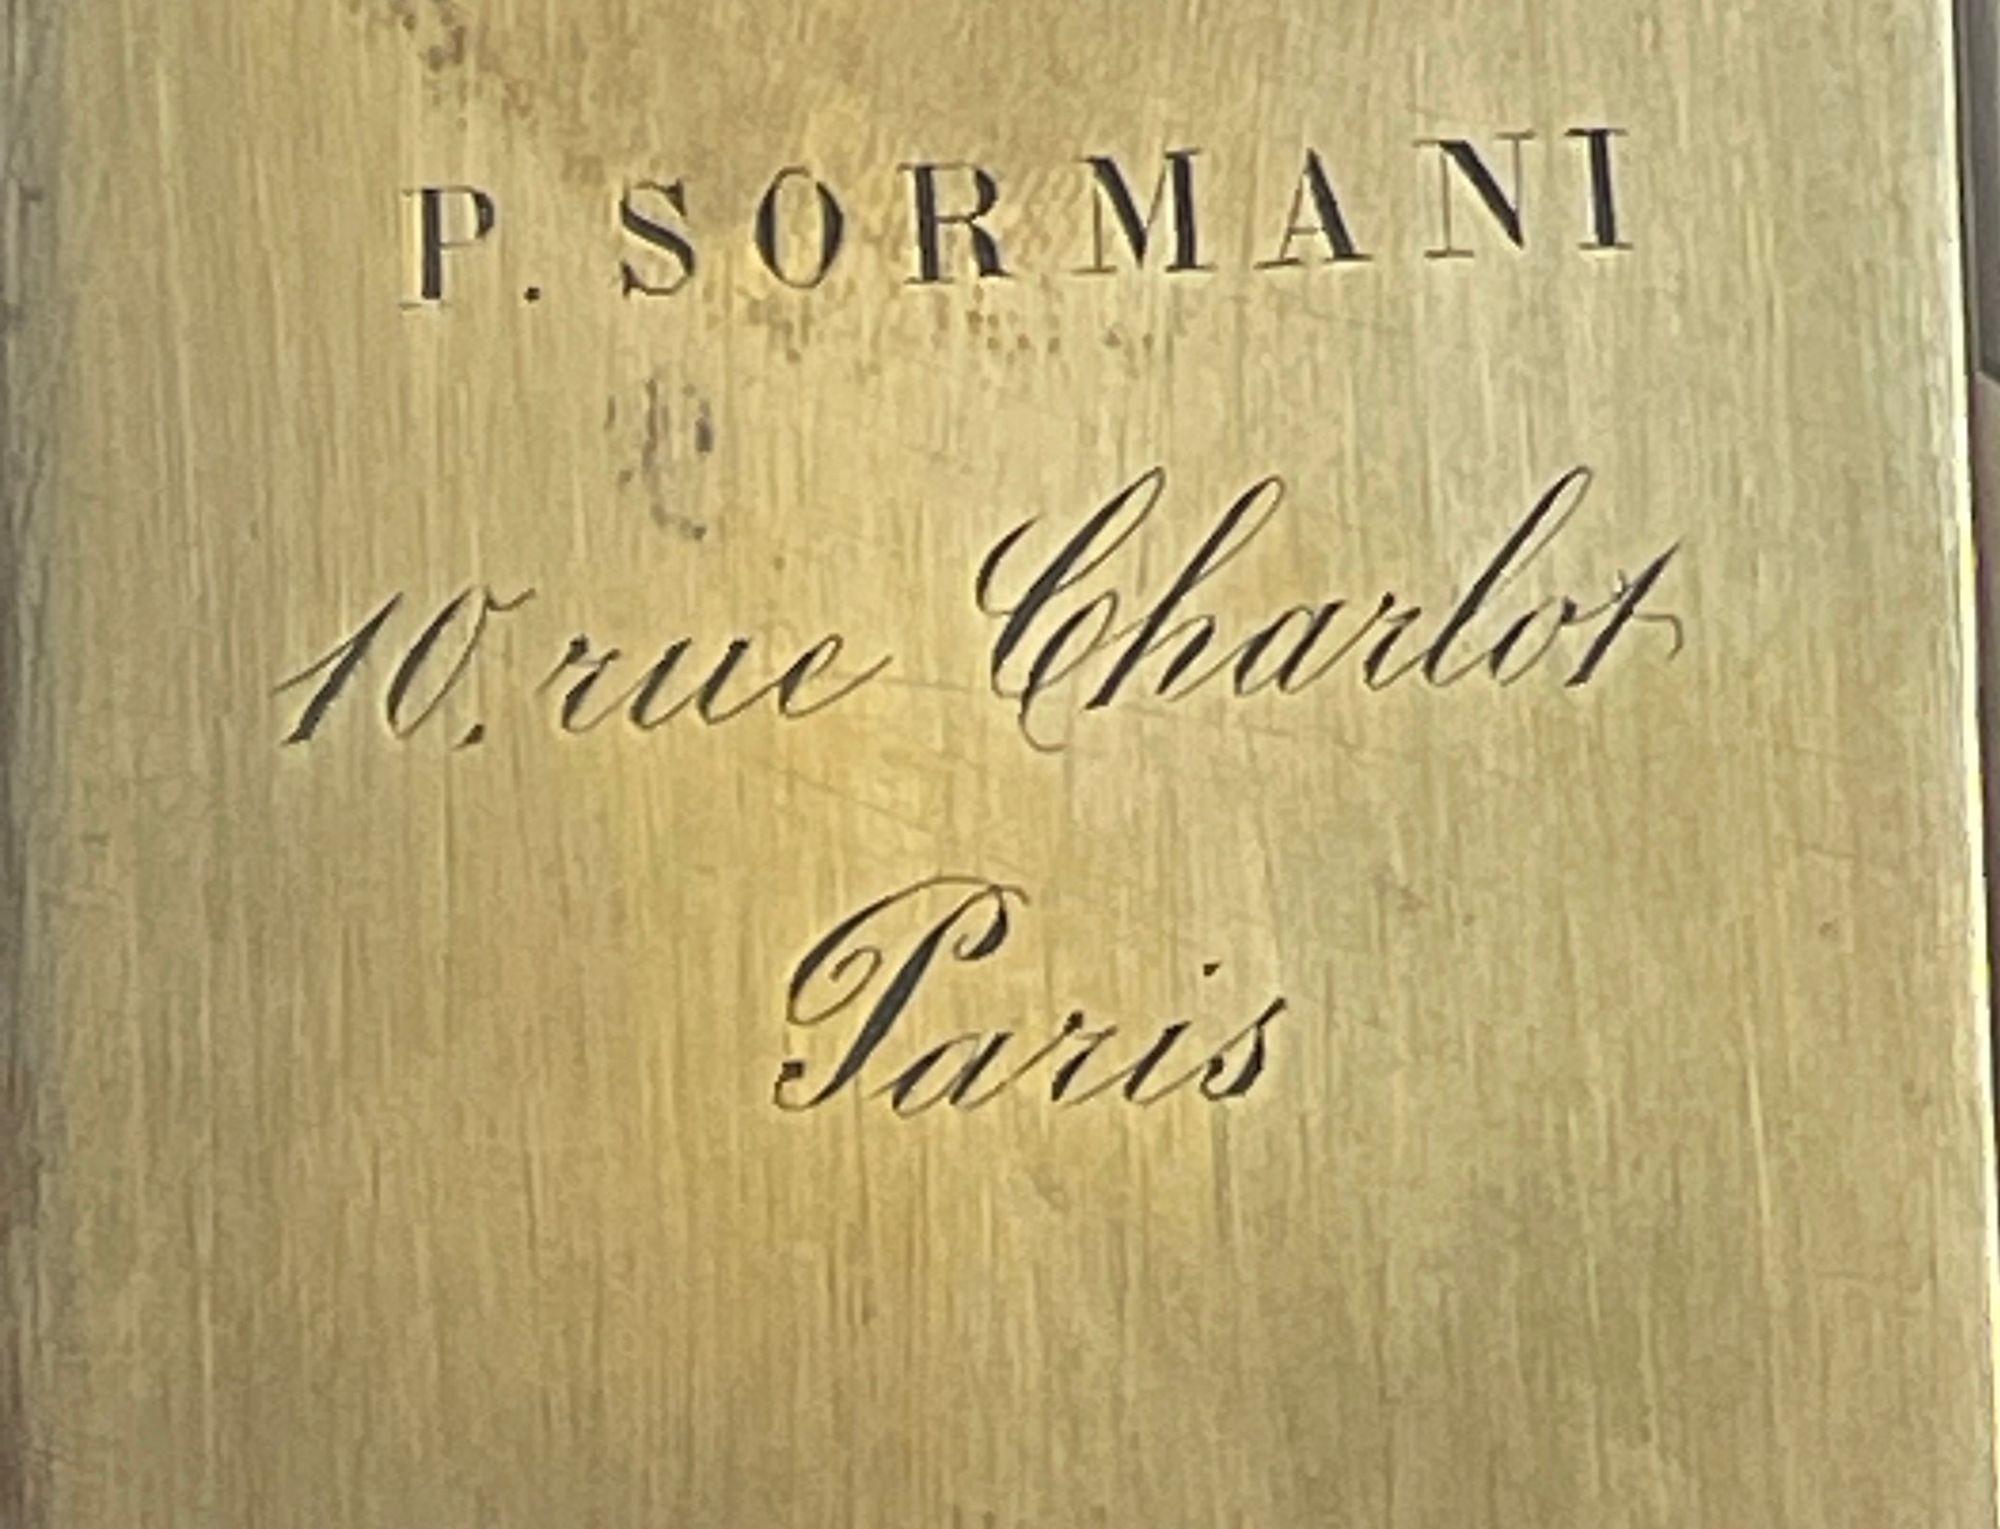 P. SORMANI
10, rue Charlot
Paris